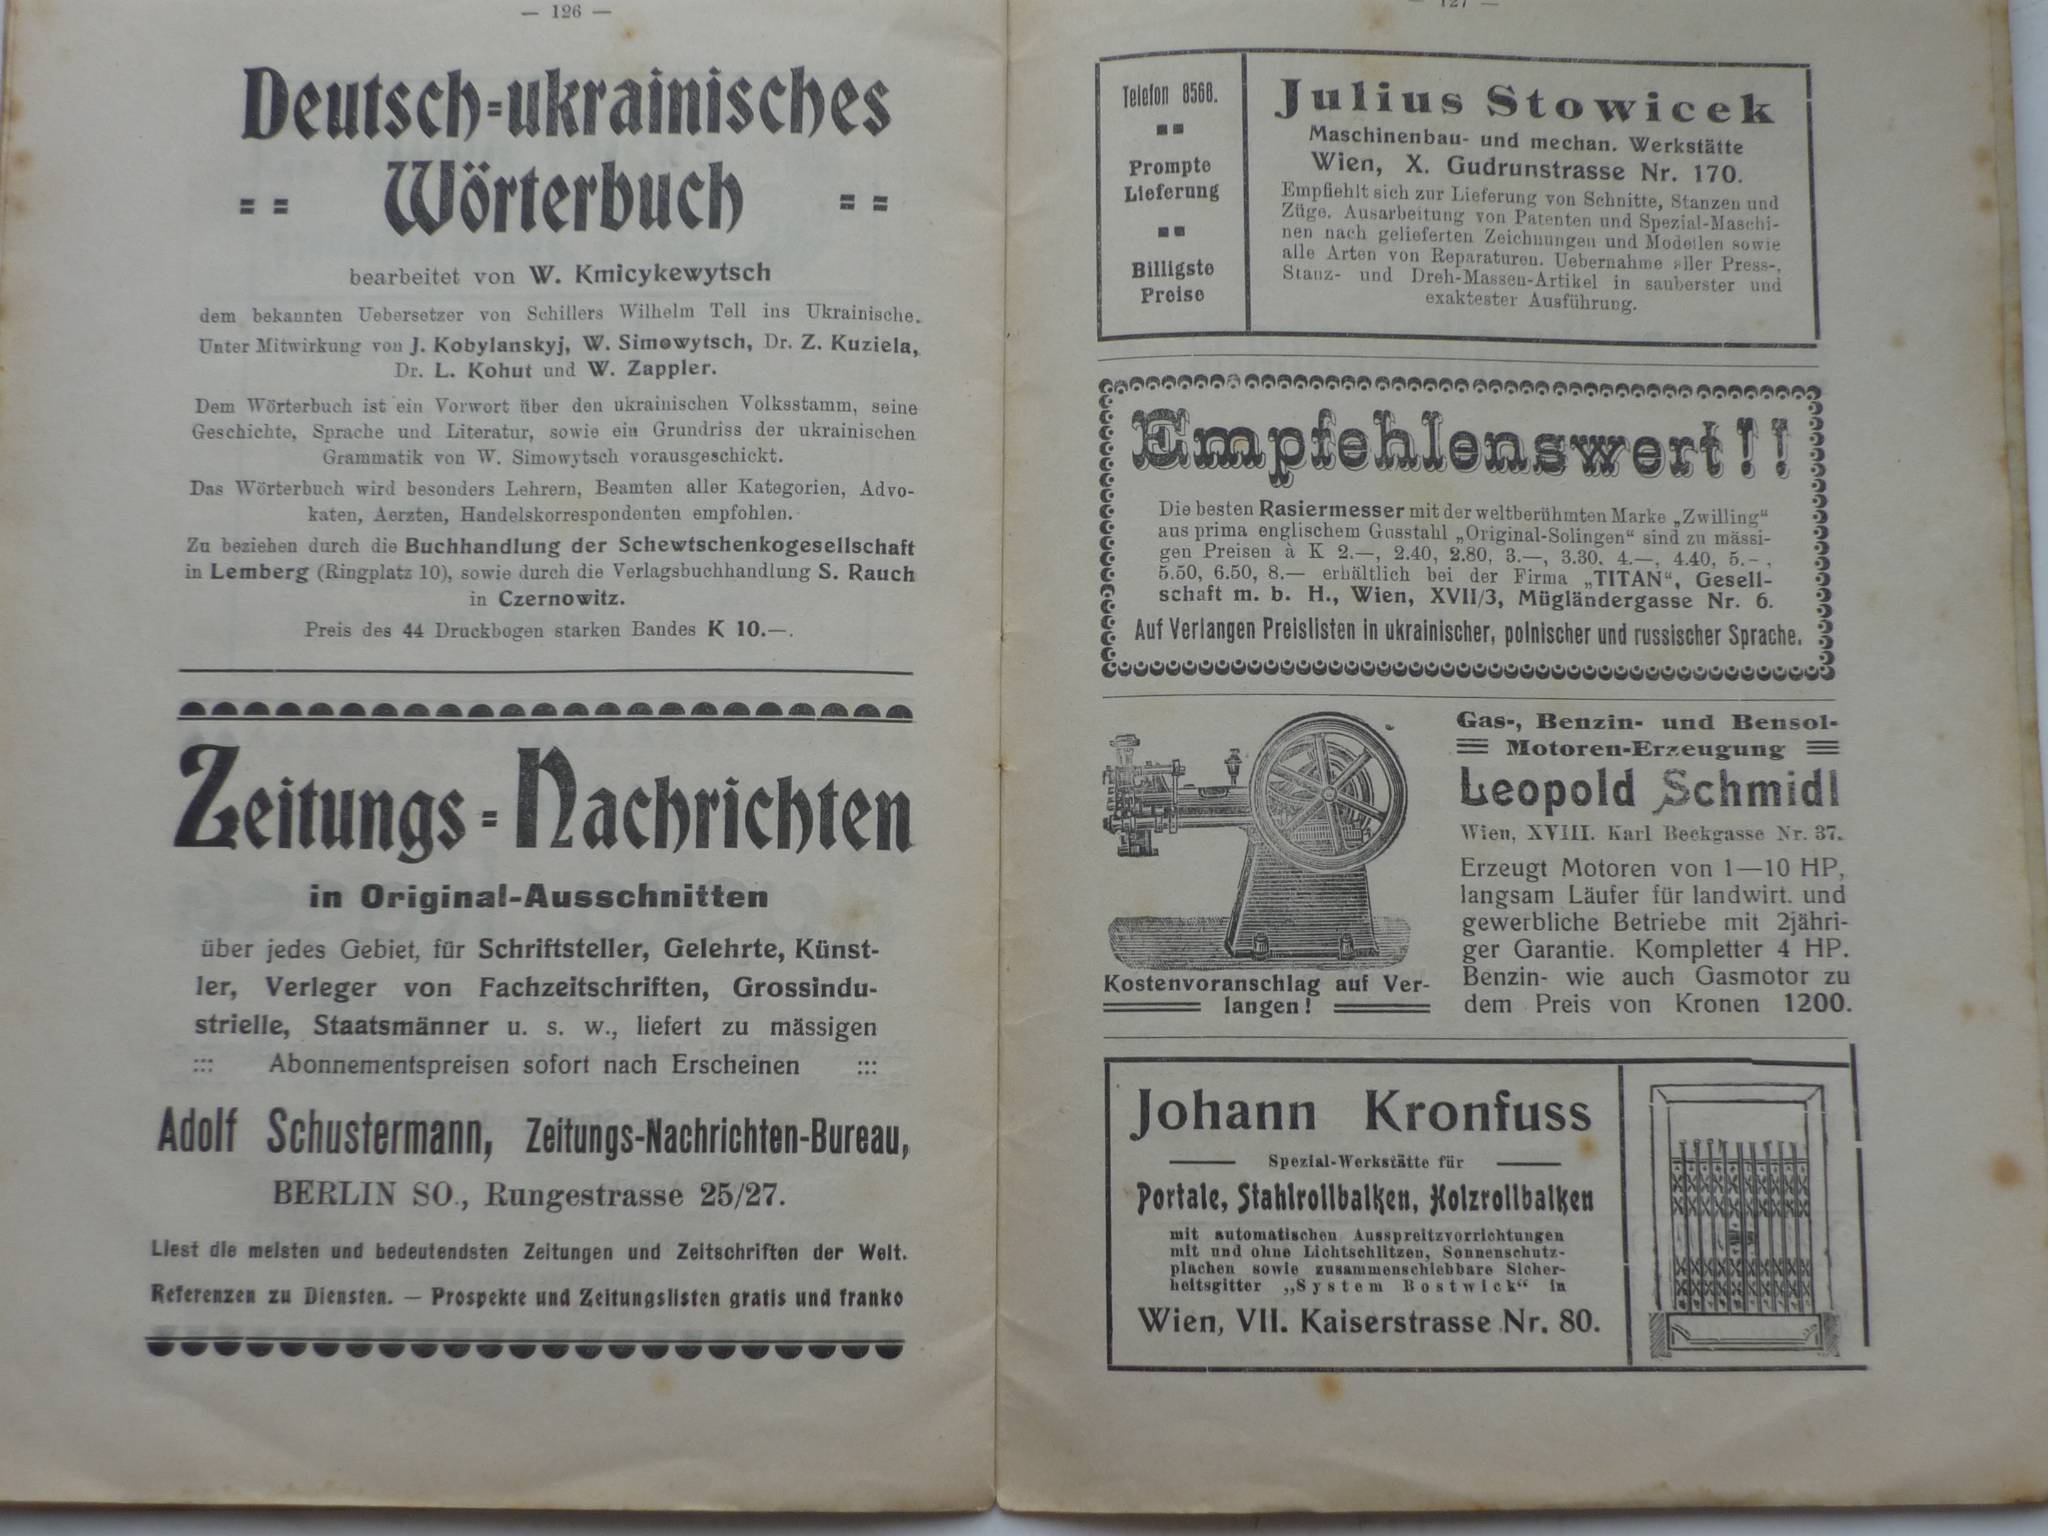 — 126 —
Deutsch=ukrainisches
Wörterbuch
bearbeitet von W. Kmicykewytsch
dem bekannten Uebersetzer von Schillers Wilhelm Tell ins Ukrainische.
Unter Mitwirkung von J. Kobylanskyj, W. Simowytsch, Dr. Z. Kuziela,
Dr. L. Kohut und W. Zappler.
Dem Wörterbuch ist ein Vorwort über den ukrainischen Volksstamm, seine
Geschichte, Sprache und Literatur, sowie ein Grundriss der ukrainischen
Grammatik von W. Simowytsch vorausgeschickt.
Das Wörterbuch wird besonders Lehrern, Beamten aller Kategorien, Advo-
katen, Aerzten, Handelskorrespondenten empfohlen.
Zu beziehen durch die Buchhandlung der Schewtschenkogesellschaft
in Lemberg (Ringplatz 10), sowie durch die Verlagsbuchhandlung S. Rauch
in Czernowitz.
Preis des 44 Druckbogen starken Bandes K 10.—.
Zeitungs=Nachrichten
in Original-Ausschnitten
über jedes Gebiet, für Schriftsteller, Gelehrte, Künst-
ler, Verleger von Fachzeitschriften, Grossindu-
strielle, Staatsmänner u. s. w., liefert zu mässigen
::: Abonnementspreisen sofort nach Erscheinen :::
Adolf Schustermann, Zeitungs-Nachrichten-Bureau,
BERLIN SO., Rungestrasse 25/27.
Liest die meisten und bedeutendsten Zeitungen und Zeitschriften der Welt.
Referenzen zu Diensten. — Prospekte und Zeitungslisten gratis und franko
— 127 —
Telefon 8568.
Prompte
Lieferung
Billigste
Preise
Julius Stowicek
Maschinenbau- und mechan. Werkstätte
Wien, X. Gudrunstrasse Nr. 170.
Empfiehlt sich zur Lieferung von Schnitte, Stanzen und
Züge. Ausarbeitung von Patenten und Spezial-Maschi-
nen nach gelieferten Zeichnungen und Modellen sowie
alle Arten von Reparaturen. Uebernahme aller Press-,
Stanz- und Dreh-Massen-Artikel in sauberster und
exaktester Ausführung.
Empfehlenswert!!
Die besten Rasiermesser mit der weltberühmten Marke „Zwilling“
aus prima englischem Gusstahl „Original-Solingen“ sind zu mässi-
gen Preisen à K 2.—, 2.40, 2.80, 3.—, 3.30, 4.—, 4.40, 5.-,
5.50, 6.50, 8.— erhältlich bei der Firma „TITAN“, Gesell-
schaft m. b. H., Wien, XVII/3, Mügländergasse Nr. 6.
Auf Verlangen Preislisten in ukrainischer, polnischer und russischer Sprache.
Gas-, Benzin- und Bensol-
Motoren-Erzeugung
Leopold Schmidl
Wien, XVIII. Karl Beckgasse Nr. 37.
Erzeugt Motoren von 1—10 HP,
langsam Läufer für landwirt. und
gewerbliche Betriebe mit 2jähri-
ger Garantie. Kompletter 4 HP.
Benzin- wie auch Gasmotor zu
dem Preis von Kronen 1200.
Kostenvoranschlag auf Ver-
langen!
Johann Kronfuss
Spezial-Werkstätte für
Portale, Stahlrollbalken, Holzrollbalken
mit automatischen Ausspreitzvorrichtungen
mit und ohne Lichtschlitzen, Sonnenschutz-
plachen sowie zusammenschiebbare Sicher-
heitsgitter „System Bostwick“ in
Wien, VII. Kaiserstrasse Nr. 80.